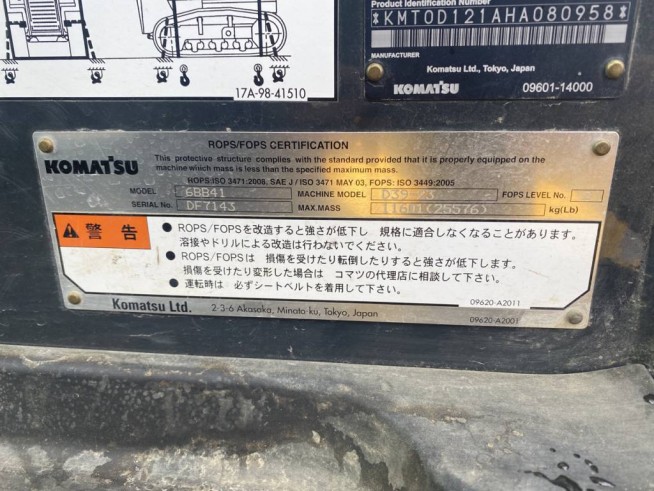 17A-98-41510
Product Identification Number
*KMT0D121AHA080958*
MANUFACTURER
Komatsu Ltd., Tokyo, Japan
KOMATSU 09601-14000
ROPS/FOPS CERTIFICATION
KOMATSU
This protective structure complies with the standard provided that it is properly equipped on the
machine which mass is less than the specified maximum mass.
ROPS:ISO 3471:2008, SAE J / ISO 3471 MAY 03, FOPS: ISO 3449:2005
MODEL 6BB41 MACHINE MODEL FOPS LEVEL NO.
SERIAL NO. DF7143 MAX.MASS 11601(25576) kg(Lb)
警告
● ROPS/FOPSを改造すると強さが低下し 規格に適合しなくなることがあります。
溶接やドリルによる改造は行わないでください。
● ROPS/FOPSは 損傷を受けたり転倒したりすると強さが低下します。
損傷を受けたり変形した場合は コマツの代理店に相談して下さい。
● 運転時は 必ずシートベルトを着用して下さい。
09620-A2011
Komatsu Ltd. 2-3-6 Akasaka, Minato-ku, Tokyo, Japan
09620-A2001